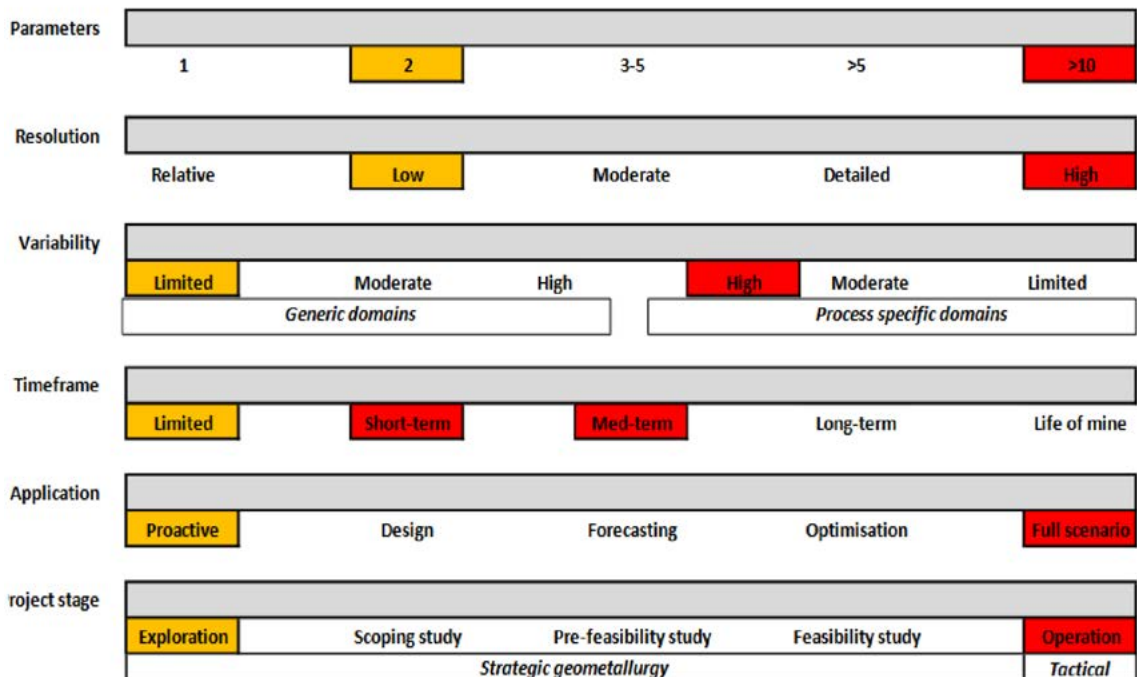 Parameters
1 2 3-5 >5 >10
Resolution
Relative Low Moderate Detailed High
Variability
Limited Moderate High High Moderate Limited
Generic domains Process specific domains
Timeframe
Limited Short-term Med-term Long-term Life of mine
Application
Proactive Design Forecasting Optimisation Full scenario
roject stage
Exploration Scoping study Pre-feasibility study Feasibility study Operation
Strategic geometallurgy Tactical